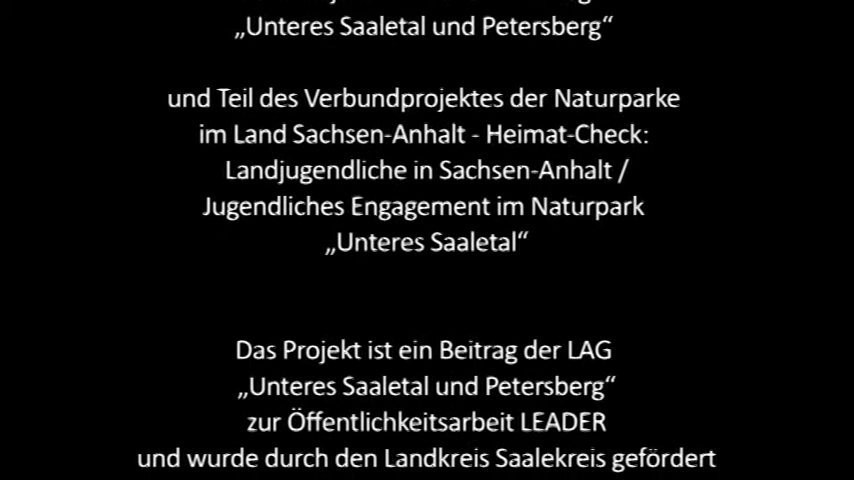 „Unteres Saaletal und Petersberg“
und Teil des Verbundprojektes der Naturparke
im Land Sachsen-Anhalt - Heimat-Check:
Landjugendliche in Sachsen-Anhalt /
Jugendliches Engagement im Naturpark
„Unteres Saaletal“
Das Projekt ist ein Beitrag der LAG
„Unteres Saaletal und Petersberg“
zur Öffentlichkeitsarbeit LEADER
und wurde durch den Landkreis Saalekreis gefördert